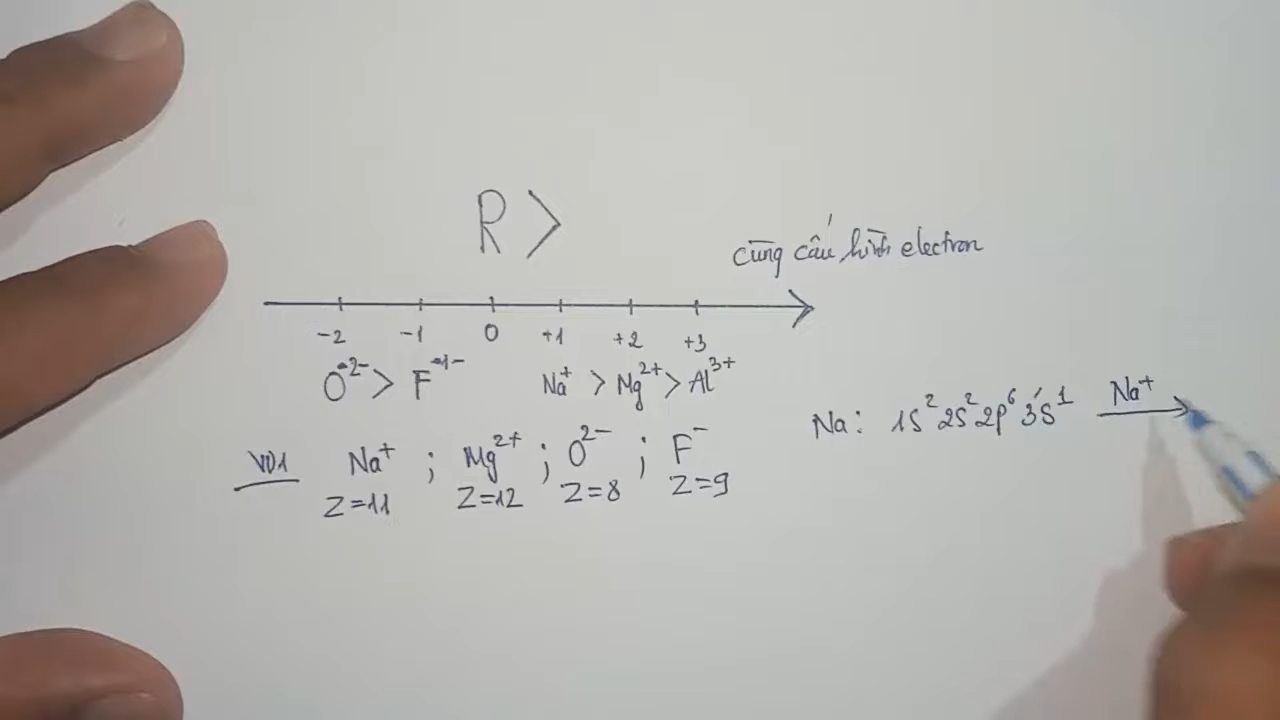 R >
cùng cấu hình electron
-2 -1 0 +1 +2 +3
O²⁻ > F¹⁻ Na⁺ > Mg²⁺ > Al³⁺
Na: 1s² 2s² 2p⁶ 3s¹ Na⁺ →
VD1 Na⁺ ; Mg²⁺ ; O²⁻ ; F⁻
Z=11 Z=12 Z=8 Z=9